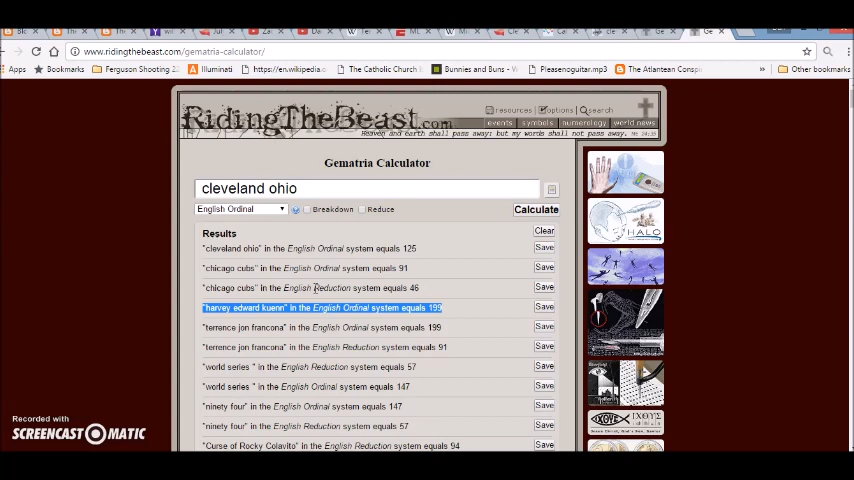 www.ridingthebeast.com/gematria-calculator/
Apps Bookmarks Ferguson Shooting 22 Illuminati https://en.wikipedia. The Catholic Church Bunnies and Buns - Pleasenoguitar.mp3 The Atlantean Conspi » Other bookmarks
RidingTheBeast.com
resources options search
events symbols numerology world news
Heaven and earth shall pass away: but my words shall not pass away. Mt 24:35
Gematria Calculator
cleveland ohio
English Ordinal Breakdown Reduce Calculate
Results Clear
"cleveland ohio" in the English Ordinal system equals 125 Save
"chicago cubs" in the English Ordinal system equals 91 Save
"chicago cubs" in the English Reduction system equals 46 Save
"harvey edward kuenn" in the English Ordinal system equals 199 Save
"terrence jon francona" in the English Ordinal system equals 199 Save
"terrence jon francona" in the English Reduction system equals 91 Save
"world series " in the English Reduction system equals 57 Save
"world series " in the English Ordinal system equals 147 Save
"ninety four" in the English Ordinal system equals 147 Save
"ninety four" in the English Reduction system equals 57 Save
"Curse of Rocky Colavito" in the English Reduction system equals 94 Save
HALO
ΙΧΘΥΣ
Recorded with
SCREENCAST MATIC